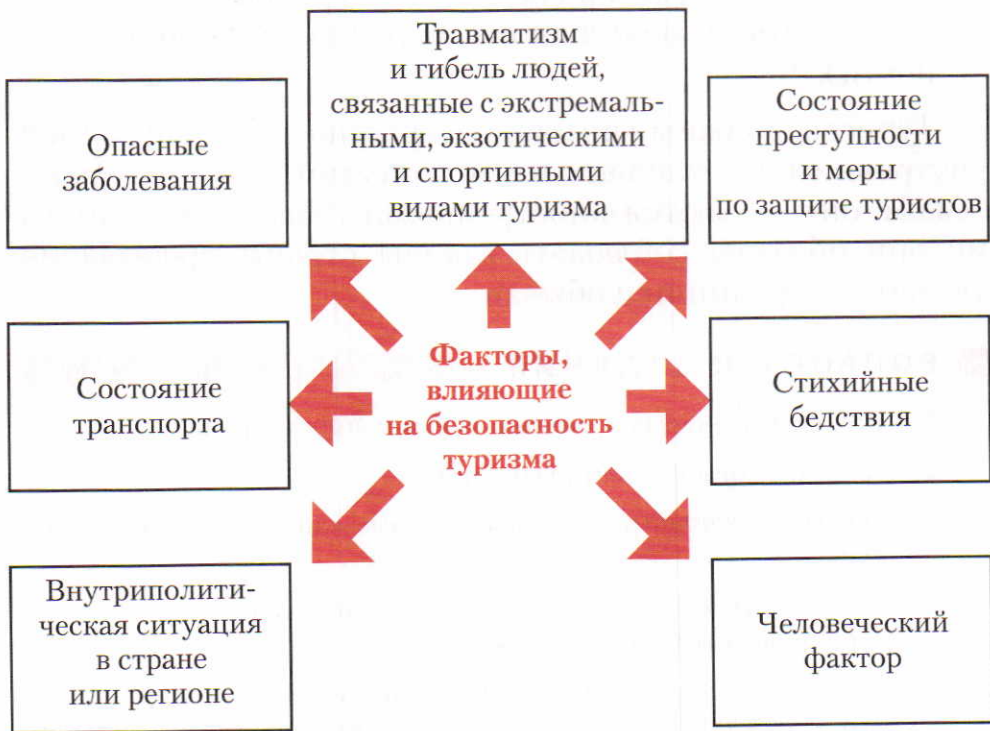 Травматизм
и гибель людей,
связанные с экстремаль-
ными, экзотическими
и спортивными
видами туризма
Опасные
заболевания
Состояние
преступности
и меры
по защите туристов
Состояние
транспорта
Факторы,
влияющие
на безопасность
туризма
Стихийные
бедствия
Внутриполити-
ческая ситуация
в стране
или регионе
Человеческий
фактор